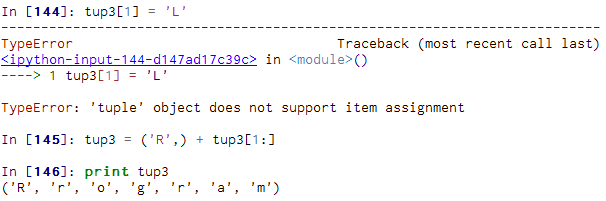 In [144]: tup3[1] = 'L'
---------------------------------------------------------------------------
TypeError                                 Traceback (most recent call last)
<ipython-input-144-d147ad17c39c> in <module>()
----> 1 tup3[1] = 'L'
TypeError: 'tuple' object does not support item assignment
In [145]: tup3 = ('R',) + tup3[1:]
In [146]: print tup3
('R', 'r', 'o', 'g', 'r', 'a', 'm')